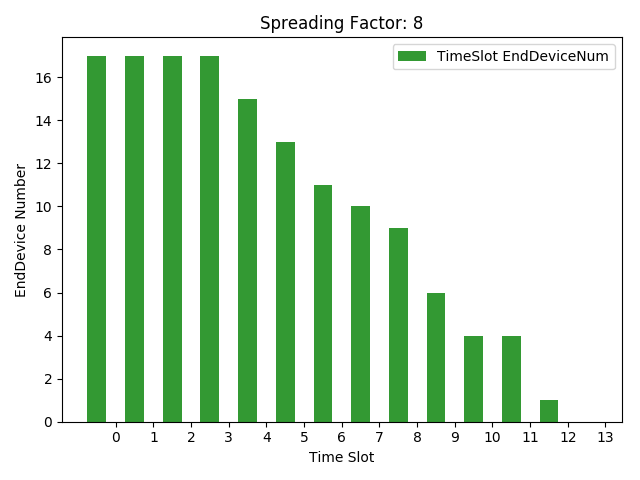 Spreading Factor: 8
TimeSlot EndDeviceNum
EndDevice Number
16
14
12
10
8
6
4
2
0
0 1 2 3 4 5 6 7 8 9 10 11 12 13
Time Slot